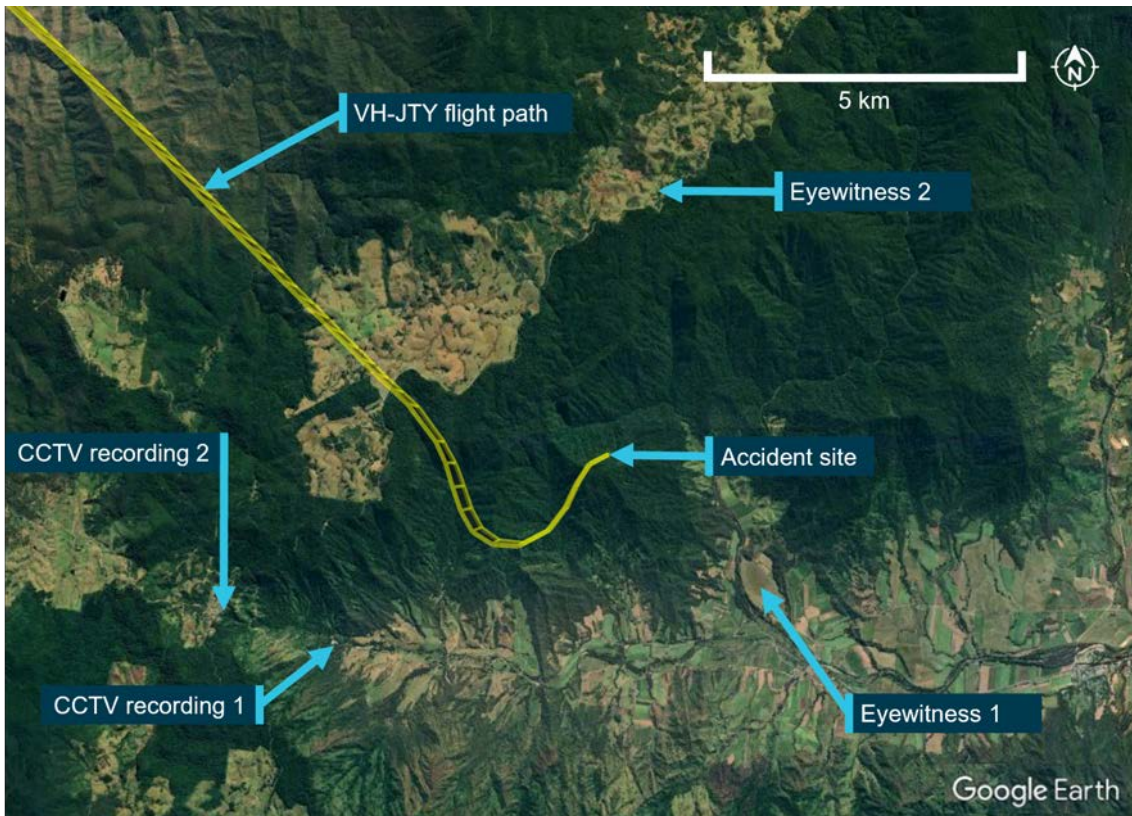 5 km
N
VH-JTY flight path
Eyewitness 2
CCTV recording 2
Accident site
CCTV recording 1
Eyewitness 1
Google Earth